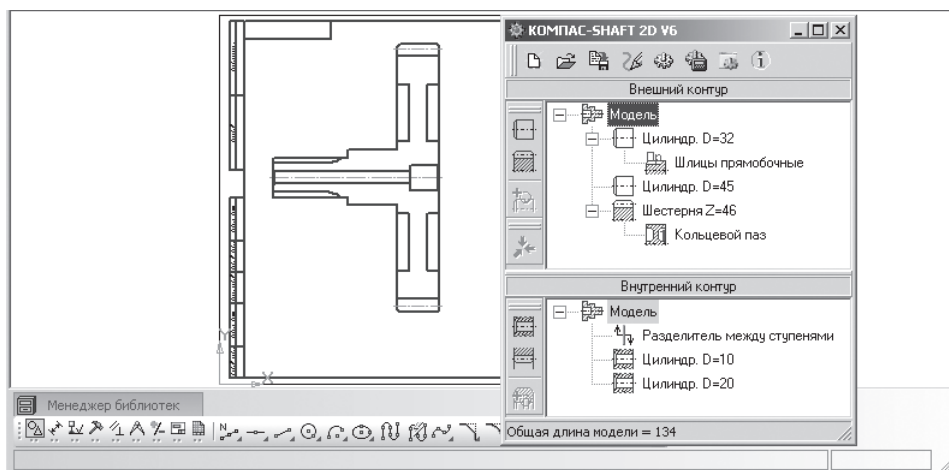 КОМПАС-SHAFT 2D V6
Внешний контур
Модель
Цилиндр. D=32
Шлицы прямобочные
Цилиндр. D=45
Шестерня Z=46
Кольцевой паз
Внутренний контур
Модель
Разделитель между ступенями
Цилиндр. D=10
Цилиндр. D=20
Общая длина модели = 134
Y
X
Менеджер библиотек